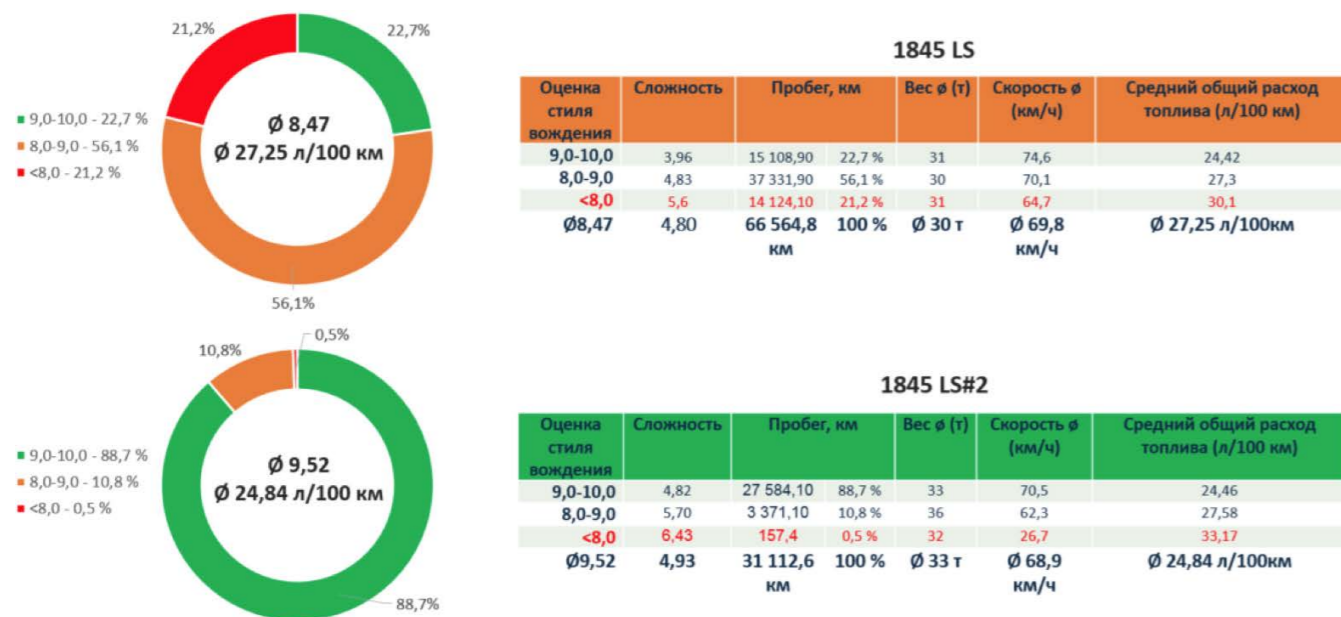 21,2%
22,7%
9,0-10,0 - 22,7 %
8,0-9,0 - 56,1 %
<8,0 - 21,2 %
Ø 8,47
Ø 27,25 л/100 км
56,1%
1845 LS
Оценка стиля вождения Сложность Пробег, км Вес ø (т) Скорость ø (км/ч) Средний общий расход топлива (л/100 км)
9,0-10,0 3,96 15 108,90 22,7 % 31 74,6 24,42
8,0-9,0 4,83 37 331,90 56,1 % 30 70,1 27,3
<8,0 5,6 14 124,10 21,2 % 31 64,7 30,1
Ø8,47 4,80 66 564,8 км 100 % Ø 30 т Ø 69,8 км/ч Ø 27,25 л/100км
0,5%
10,8%
9,0-10,0 - 88,7 %
8,0-9,0 - 10,8 %
<8,0 - 0,5 %
Ø 9,52
Ø 24,84 л/100 км
88,7%
1845 LS#2
Оценка стиля вождения Сложность Пробег, км Вес ø (т) Скорость ø (км/ч) Средний общий расход топлива (л/100 км)
9,0-10,0 4,82 27 584,10 88,7 % 33 70,5 24,46
8,0-9,0 5,70 3 371,10 10,8 % 36 62,3 27,58
<8,0 6,43 157,4 0,5 % 32 26,7 33,17
Ø9,52 4,93 31 112,6 км 100 % Ø 33 т Ø 68,9 км/ч Ø 24,84 л/100км